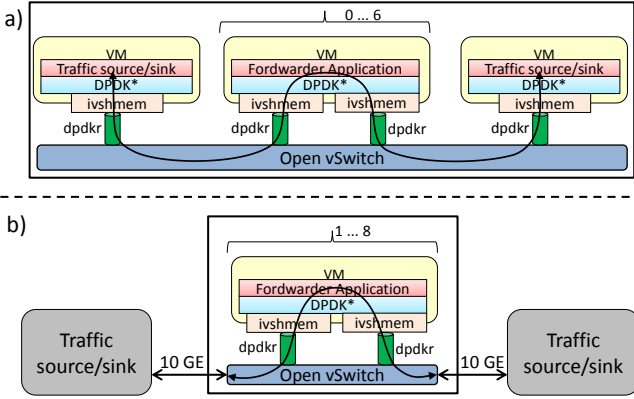 a)
0 ... 6
VM
Traffic source/sink
DPDK*
ivshmem
dpdkr
VM
Fordwarder Application
DPDK*
ivshmem
ivshmem
dpdkr
dpdkr
VM
Traffic source/sink
DPDK*
ivshmem
dpdkr
Open vSwitch
b)
1 ... 8
VM
Fordwarder Application
DPDK*
ivshmem
ivshmem
dpdkr
dpdkr
Open vSwitch
Traffic
source/sink
10 GE
10 GE
Traffic
source/sink